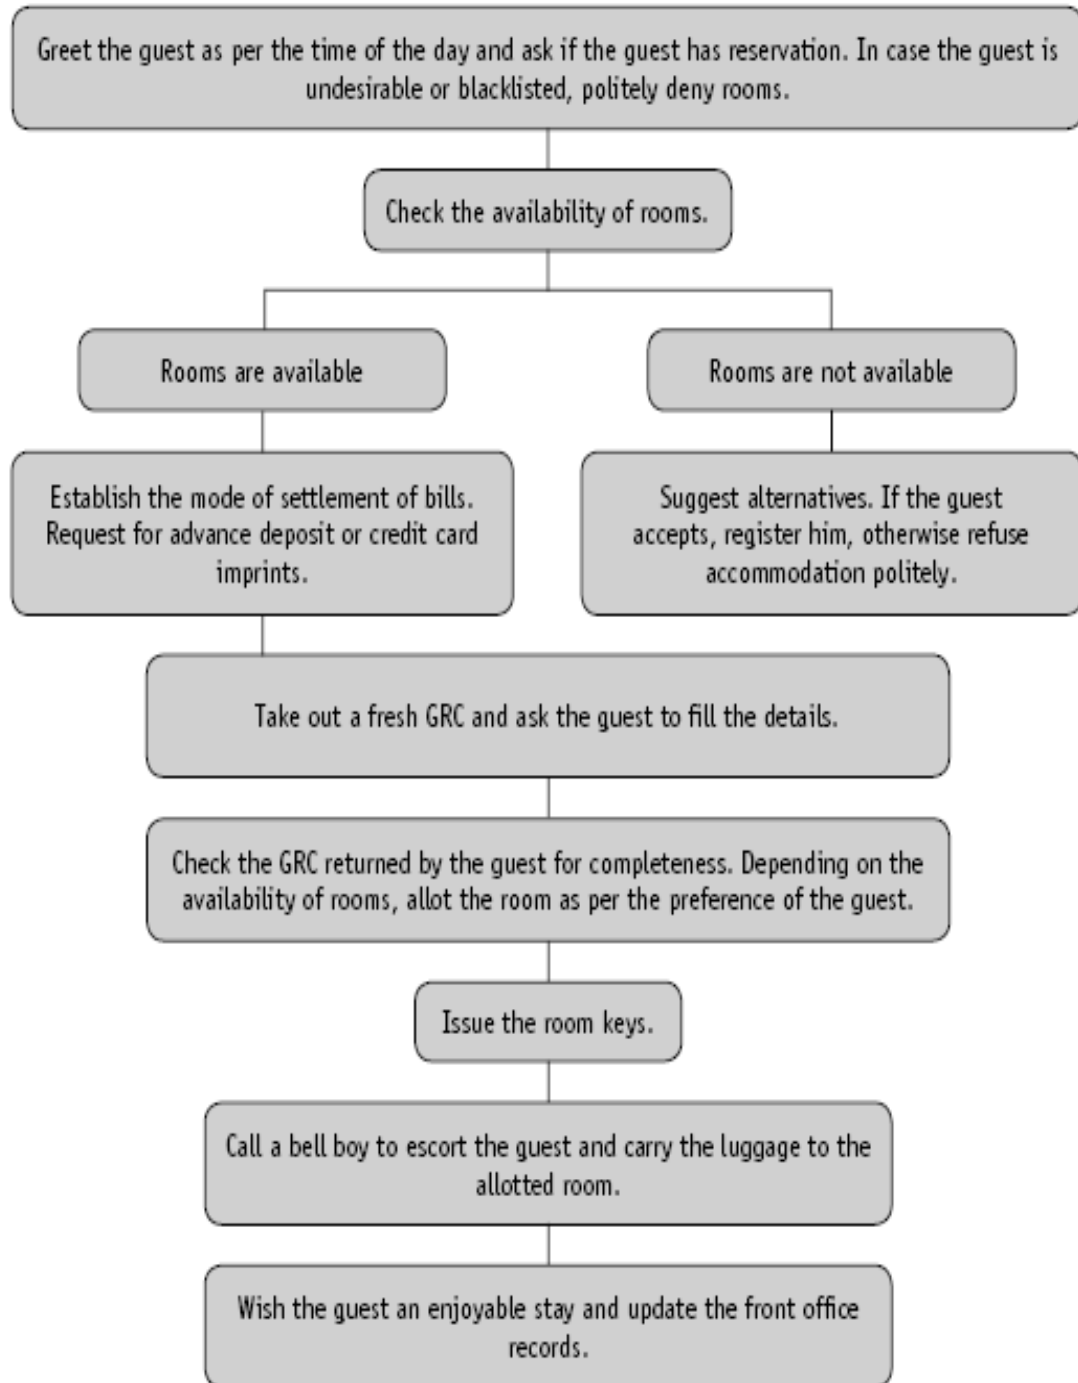 Greet the guest as per the time of the day and ask if the guest has reservation. In case the guest is
undesirable or blacklisted, politely deny rooms.
Check the availability of rooms.
Rooms are available
Rooms are not available
Establish the mode of settlement of bills.
Request for advance deposit or credit card
imprints.
Suggest alternatives. If the guest
accepts, register him, otherwise refuse
accommodation politely.
Take out a fresh GRC and ask the guest to fill the details.
Check the GRC returned by the guest for completeness. Depending on the
availability of rooms, allot the room as per the preference of the guest.
Issue the room keys.
Call a bell boy to escort the guest and carry the luggage to the
allotted room.
Wish the guest an enjoyable stay and update the front office
records.